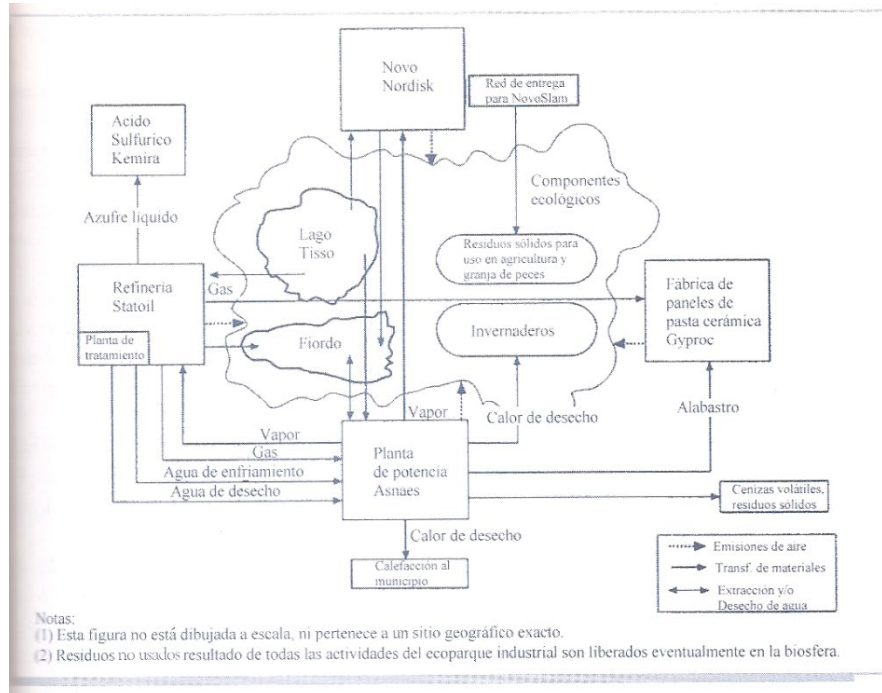 Novo
Nordisk
Red de entrega
para NovoSlam
Acido
Sulfurico
Kemira
Componentes
ecológicos
Azufre liquido
Lago
Tisso
Residuos sólidos para
uso en agricultura y
granja de peces
Gas
Refinería
Statoil
Fábrica de
paneles de
pasta cerámica
Gyproc
Planta de
tratamiento
Fiordo
Invernaderos
Alabastro
Vapor
Calor de desecho
Vapor
Gas
Agua de enfriamiento
Agua de desecho
Planta
de potencia
Asnaes
Cenizas volátiles,
residuos sólidos
Calor de desecho
Calefacción al
municipio
Emisiones de aire
Transf. de materiales
Extracción y/o
Desecho de agua
Notas:
(1) Esta figura no está dibujada a escala, ni pertenece a un sitio geográfico exacto.
(2) Residuos no usados resultado de todas las actividades del ecoparque industrial son liberados eventualmente en la biosfera.